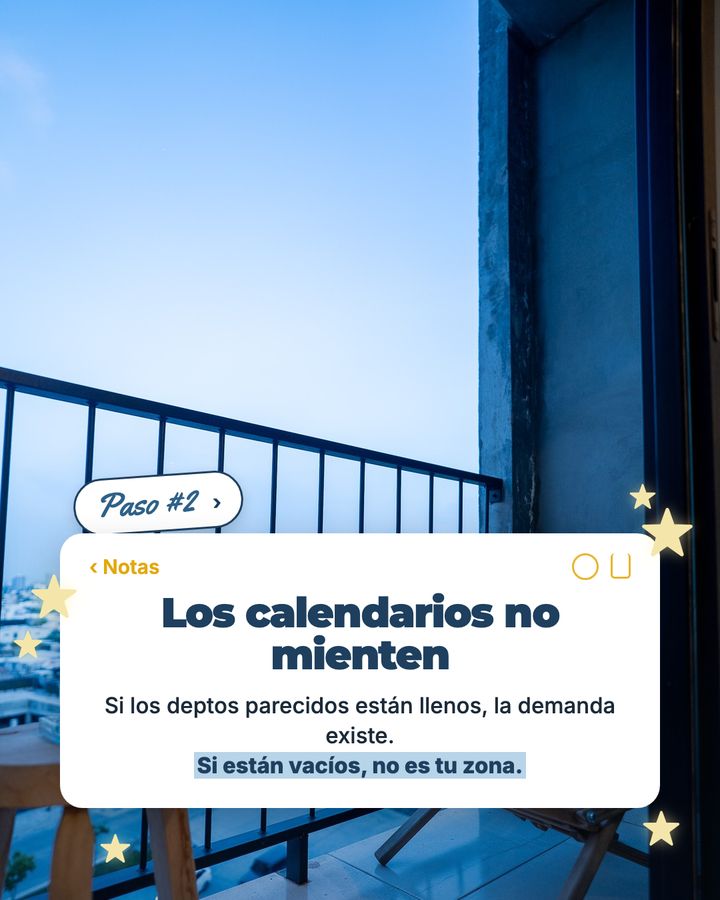 Paso #2 ›
‹ Notas
Los calendarios no
mienten
Si los deptos parecidos están llenos, la demanda
existe.
Si están vacíos, no es tu zona.